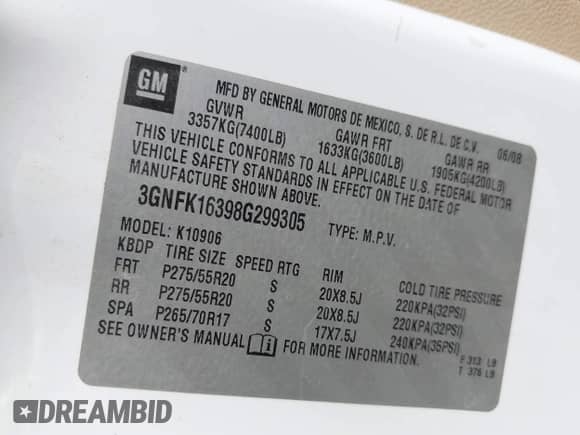 GM
MFD BY GENERAL MOTORS DE MEXICO, S. DE R.L. DE C.V. 06/08
GVWR GAWR FRT GAWR RR
3357KG(7400LB) 1633KG(3600LB) 1905KG(4200LB)
THIS VEHICLE CONFORMS TO ALL APPLICABLE U.S. FEDERAL MOTOR
VEHICLE SAFETY STANDARDS IN EFFECT ON THE DATE OF
MANUFACTURE SHOWN ABOVE.
3GNFK16398G299305 TYPE: M.P.V.
MODEL: K10906
KBDP TIRE SIZE SPEED RTG RIM COLD TIRE PRESSURE
FRT P275/55R20 S 20X8.5J 220KPA(32PSI)
RR P275/55R20 S 20X8.5J 220KPA(32PSI)
SPA P265/70R17 S 17X7.5J 240KPA(35PSI)
SEE OWNER'S MANUAL FOR MORE INFORMATION. F 313 LB
T 376 LB
DREAMBID